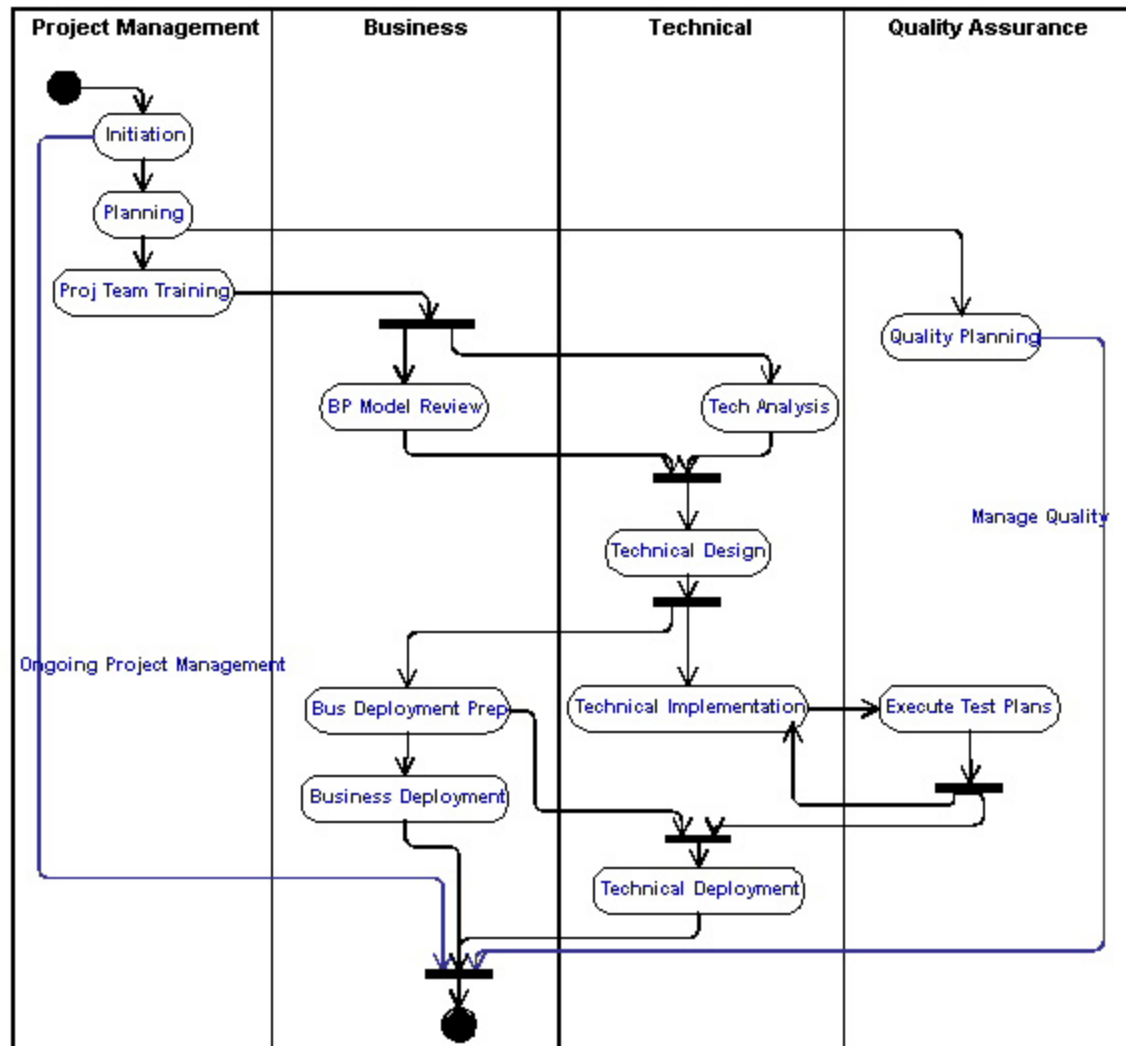 Project Management
Business
Technical
Quality Assurance
Initiation
Planning
Proj Team Training
Quality Planning
BP Model Review
Tech Analysis
Manage Quality
Technical Design
Ongoing Project Management
Bus Deployment Prep
Technical Implementation
Execute Test Plans
Business Deployment
Technical Deployment